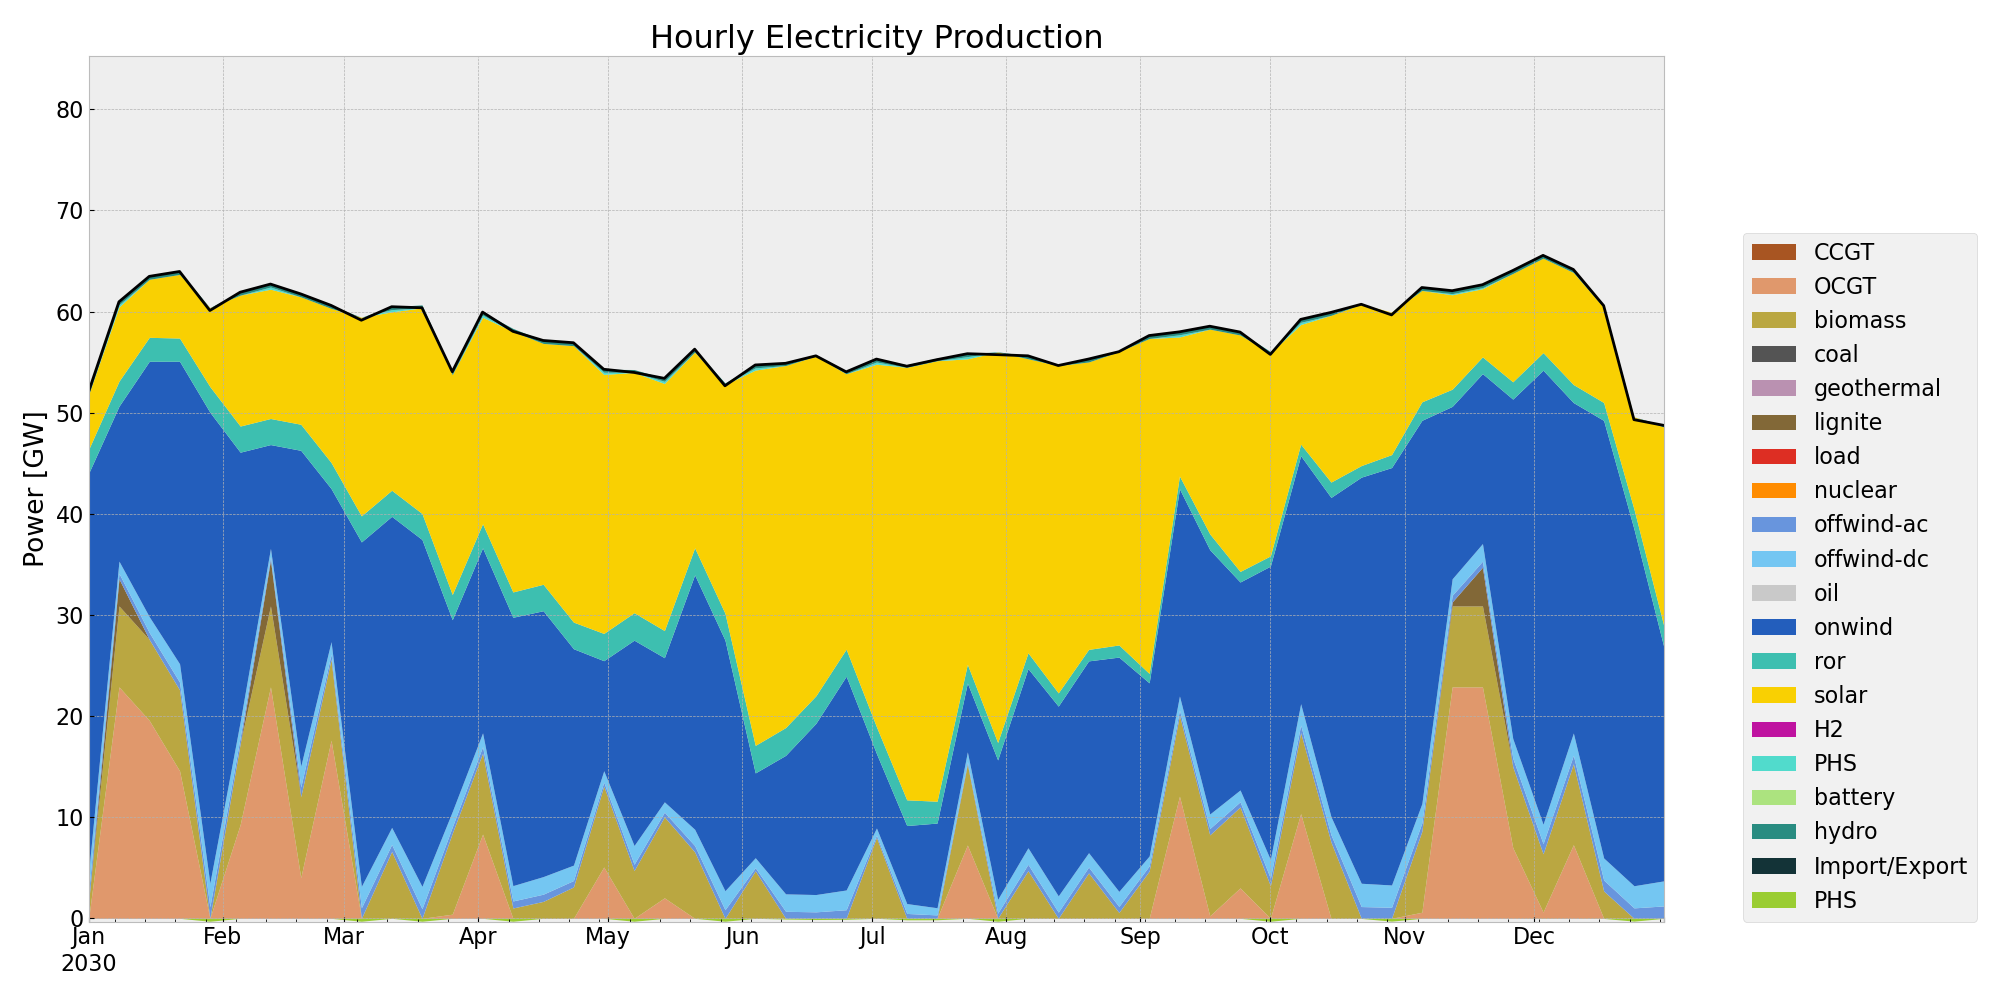 Hourly Electricity Production
Power [GW]
80
70
60
50
40
30
20
10
0
Jan Feb Mar Apr May Jun Jul Aug Sep Oct Nov Dec
2030
CCGT
OCGT
biomass
coal
geothermal
lignite
load
nuclear
offwind-ac
offwind-dc
oil
onwind
ror
solar
H2
PHS
battery
hydro
Import/Export
PHS